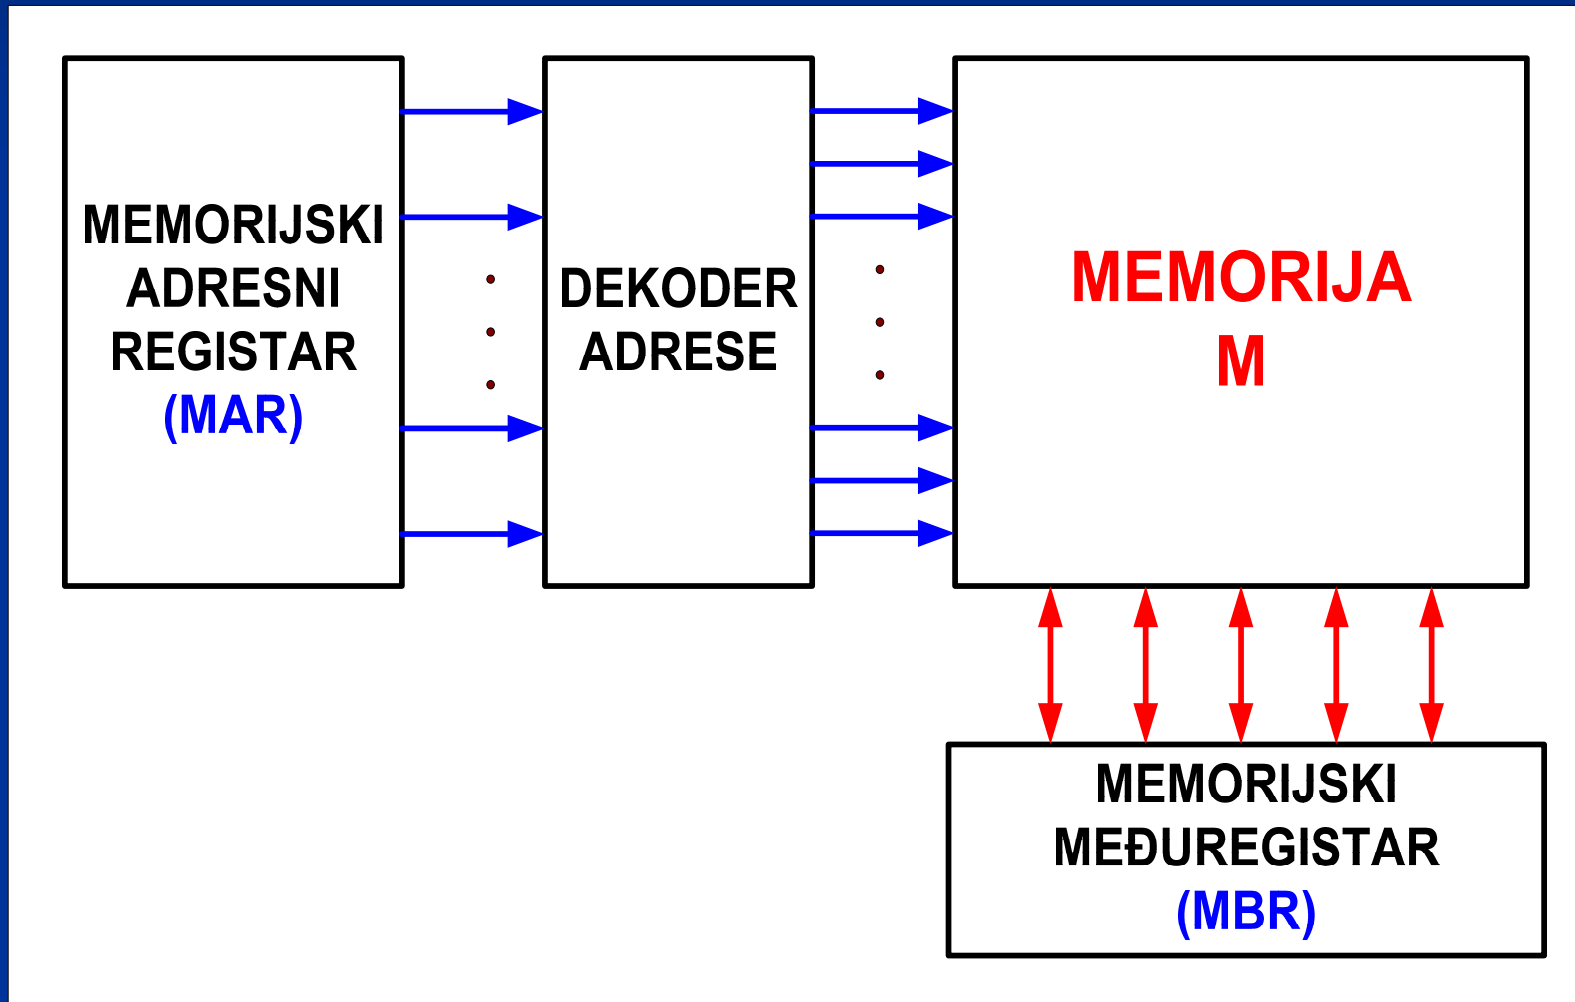 MEMORIJSKI
ADRESNI
REGISTAR
(MAR)
DEKODER
ADRESE
MEMORIJA
M
MEMORIJSKI
MEĐUREGISTAR
(MBR)